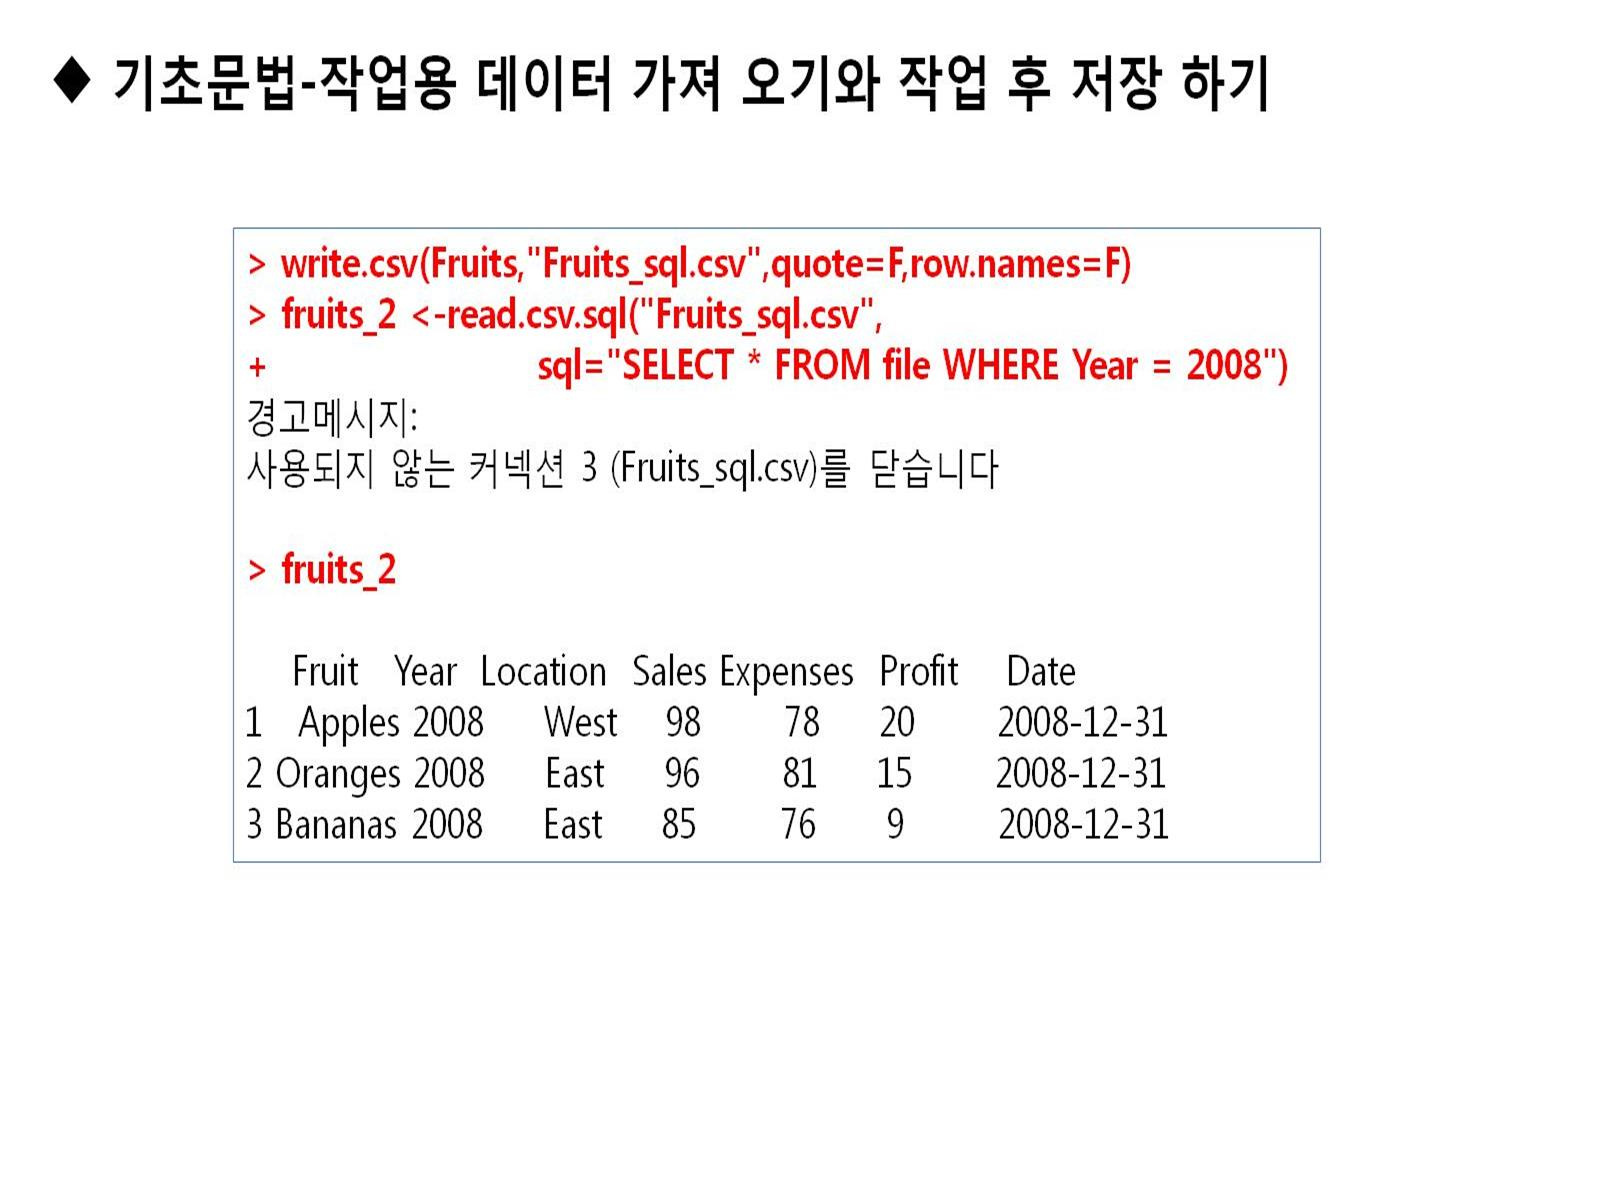 ◆ 기초문법-작업용 데이터 가져 오기와 작업 후 저장 하기
> write.csv(Fruits,"Fruits_sql.csv",quote=F,row.names=F)
> fruits_2 <-read.csv.sql("Fruits_sql.csv",
+ sql="SELECT * FROM file WHERE Year = 2008")
경고메시지:
사용되지 않는 커넥션 3 (Fruits_sql.csv)를 닫습니다
> fruits_2
Fruit Year Location Sales Expenses Profit Date
1 Apples 2008 West 98 78 20 2008-12-31
2 Oranges 2008 East 96 81 15 2008-12-31
3 Bananas 2008 East 85 76 9 2008-12-31